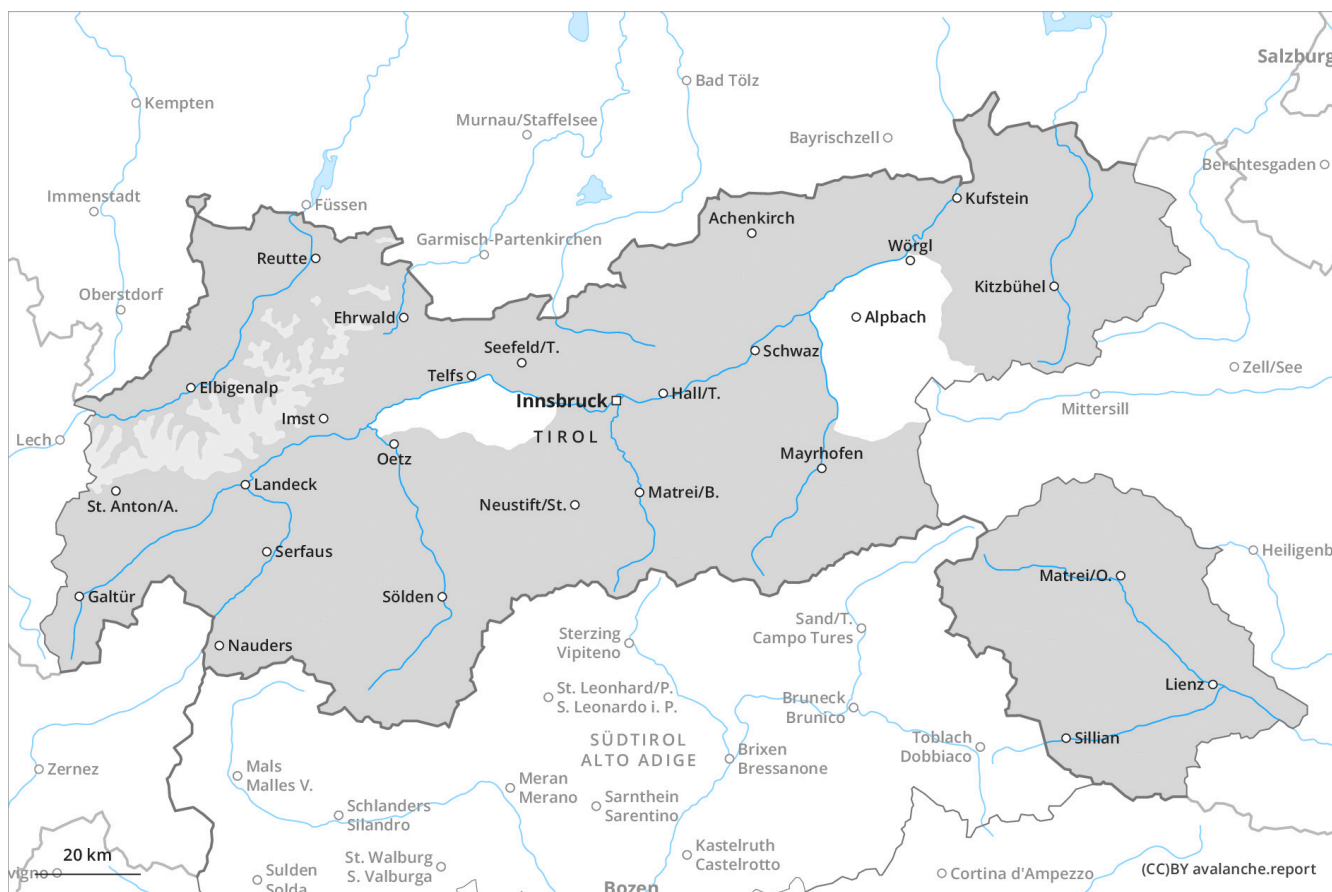 Salzburg
Kempten
Bad Tölz
Murnau/Staffelsee
Bayrischzell
Berchtesgaden
Immenstadt
Füssen
Kufstein
Achenkirch
Garmisch-Partenkirchen
Wörgl
Reutte
Oberstdorf
Kitzbühel
Ehrwald
Alpbach
Seefeld/T.
Schwaz
Zell/See
Telfs
Elbigenalp
Innsbruck
Hall/T.
Mittersill
Imst
Lech
TIROL
Oetz
Mayrhofen
Landeck
Matrei/B.
St. Anton/A.
Neustift/St.
Serfaus
Heiligenb
Matrei/O.
Galtür
Sölden
Sand/T.
Campo Tures
Sterzing
Vipiteno
Nauders
Lienz
St. Leonhard/P.
S. Leonardo i. P.
Bruneck
Brunico
Sillian
SÜDTIROL
ALTO ADIGE
Toblach
Dobbiaco
Brixen
Bressanone
Zernez
Mals
Malles V.
Meran
Merano
Schlanders
Silandro
Sarnthein
Sarentino
20 km
St. Walburg
S. Valburga
Kastelruth
Castelrotto
vigno
Sulden
Solda
Bozen
Cortina d'Ampezzo
(CC)BY avalanche.report